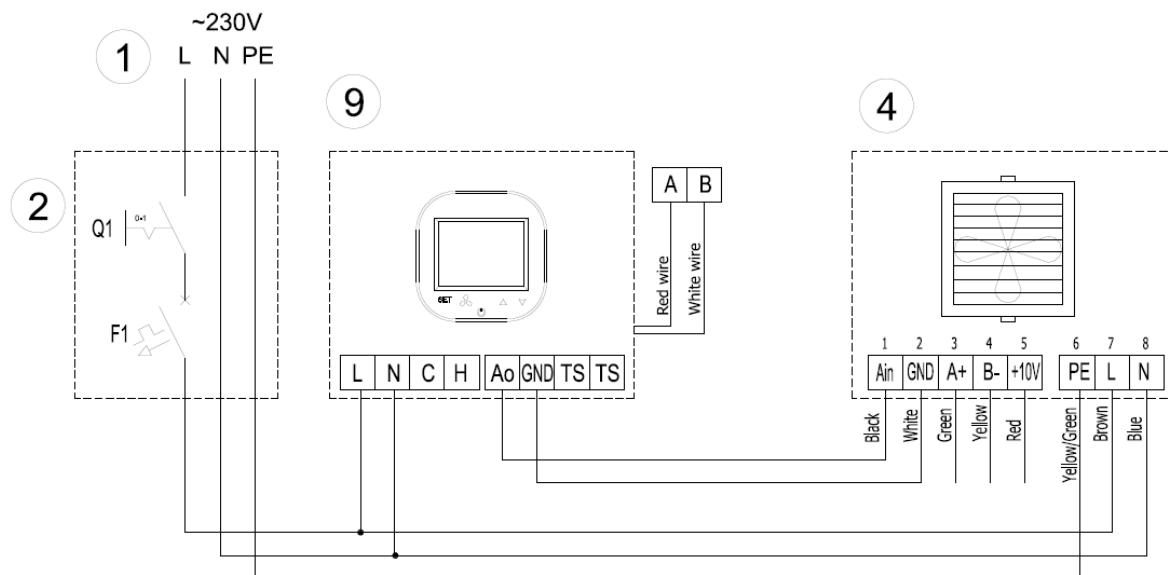 ~230V
1 L N PE
9
4
2
Q1 0-1
F1
SET
A B
Red wire
White wire
L N C H Ao GND TS TS
1 2 3 4 5 6 7 8
Ain GND A+ B- +10V PE L N
Black
White
Green
Yellow
Red
Yellow/Green
Brown
Blue